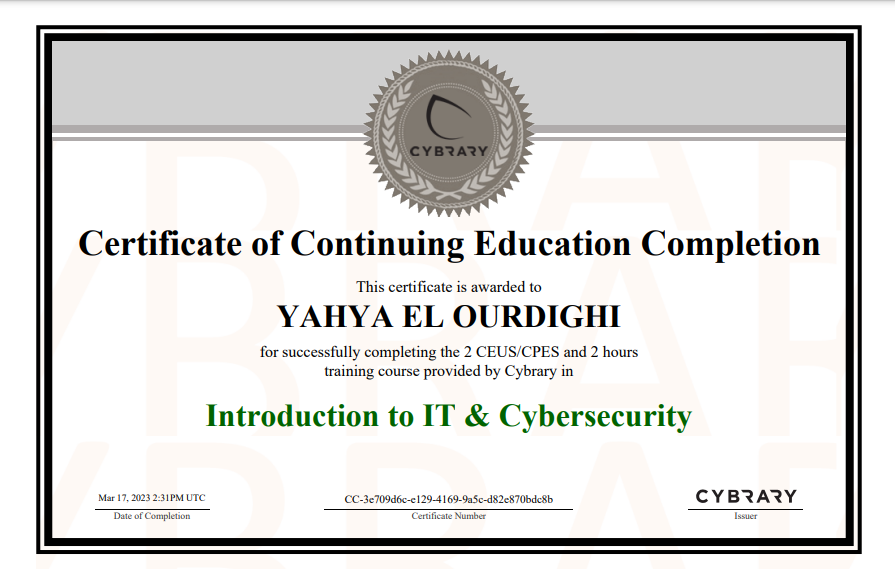 CYBRARY
Certificate of Continuing Education Completion
This certificate is awarded to
YAHYA EL OURDIGHI
for successfully completing the 2 CEUS/CPES and 2 hours
training course provided by Cybrary in
Introduction to IT & Cybersecurity
Mar 17, 2023 2:31PM UTC
Date of Completion
CC-3e709d6c-e129-4169-9a5c-d82e870bdc8b
Certificate Number
CYBRARY
Issuer